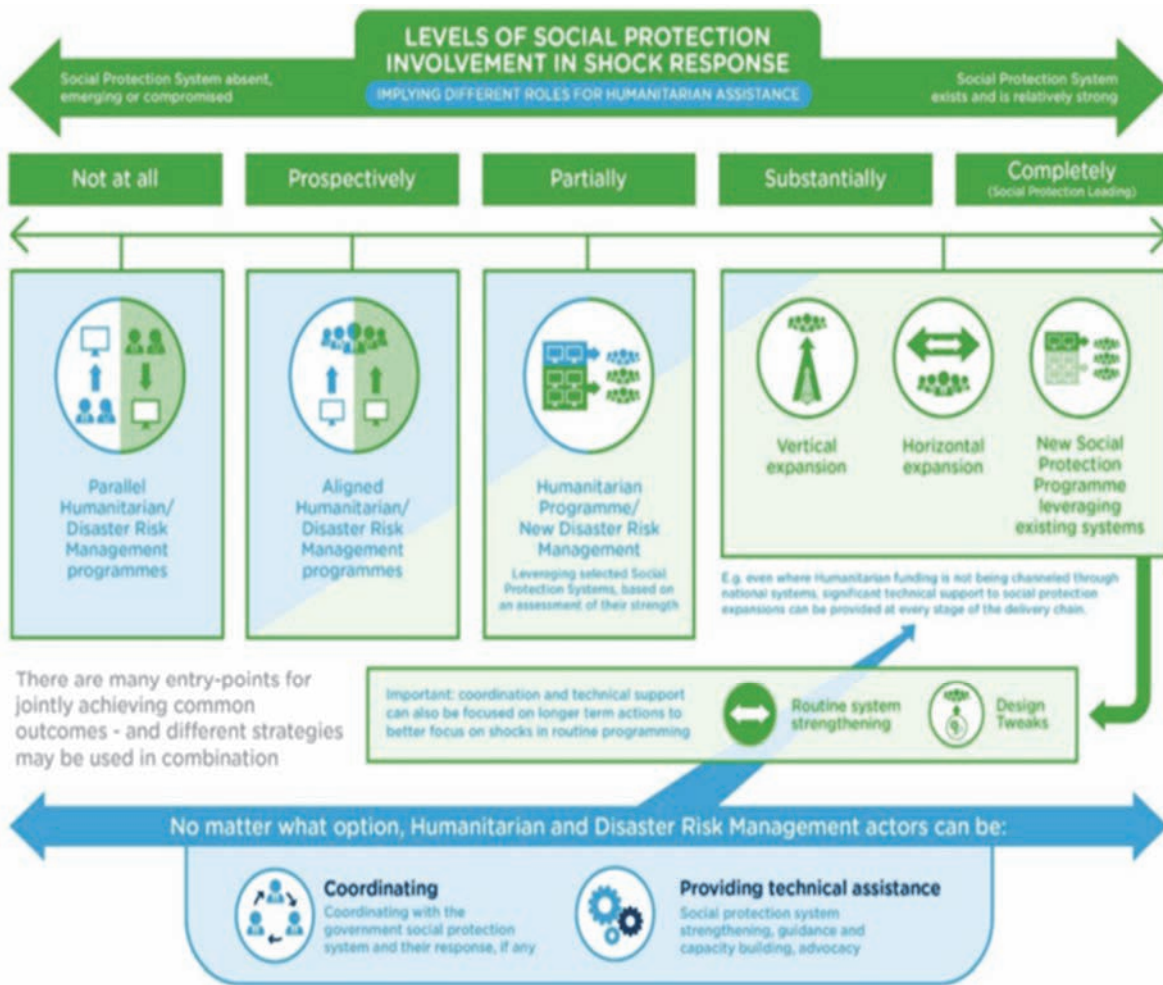 LEVELS OF SOCIAL PROTECTION
INVOLVEMENT IN SHOCK RESPONSE
IMPLYING DIFFERENT ROLES FOR HUMANITARIAN ASSISTANCE
Social Protection System absent,
emerging or compromised
Social Protection System
exists and is relatively strong
Not at all
Prospectively
Partially
Substantially
Completely
(Social Protection Leading)
Parallel
Humanitarian/
Disaster Risk
Management
programmes
Aligned
Humanitarian/
Disaster Risk
Management
programmes
Humanitarian
Programme/
New Disaster Risk
Management
Leveraging selected Social
Protection Systems, based on
an assessment of their strength
Vertical
expansion
Horizontal
expansion
New Social
Protection
Programme
leveraging
existing systems
E.g. even where Humanitarian funding is not being channeled through
national systems, significant technical support to social protection
expansions can be provided at every stage of the delivery chain.
There are many entry-points for
jointly achieving common
outcomes - and different strategies
may be used in combination
Important: coordination and technical support
can also be focused on longer term actions to
better focus on shocks in routine programming
Routine system
strengthening
Design
Tweaks
No matter what option, Humanitarian and Disaster Risk Management actors can be:
Coordinating
Coordinating with the
government social protection
system and their response, if any
Providing technical assistance
Social protection system
strengthening, guidance and
capacity building, advocacy